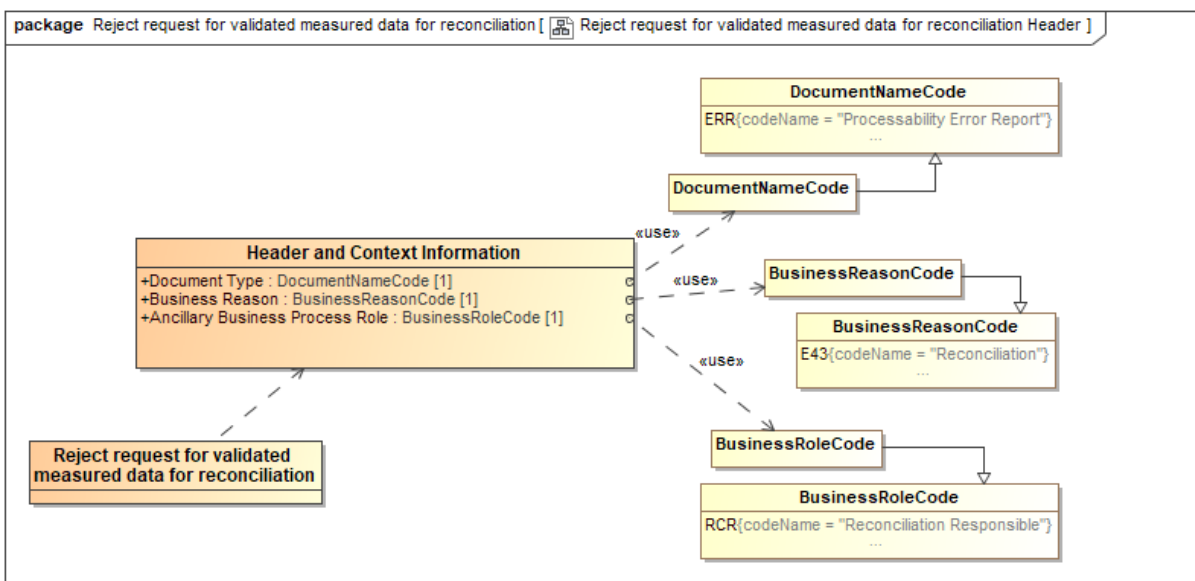 package Reject request for validated measured data for reconciliation [ Reject request for validated measured data for reconciliation Header ]
DocumentNameCode
ERR{codeName = "Processability Error Report"}
...
DocumentNameCode
«use»
Header and Context Information
+Document Type : DocumentNameCode [1]
+Business Reason : BusinessReasonCode [1]
+Ancillary Business Process Role : BusinessRoleCode [1]
«use»
BusinessReasonCode
BusinessReasonCode
E43{codeName = "Reconciliation"}
...
«use»
BusinessRoleCode
Reject request for validated
measured data for reconciliation
BusinessRoleCode
RCR{codeName = "Reconciliation Responsible"}
...